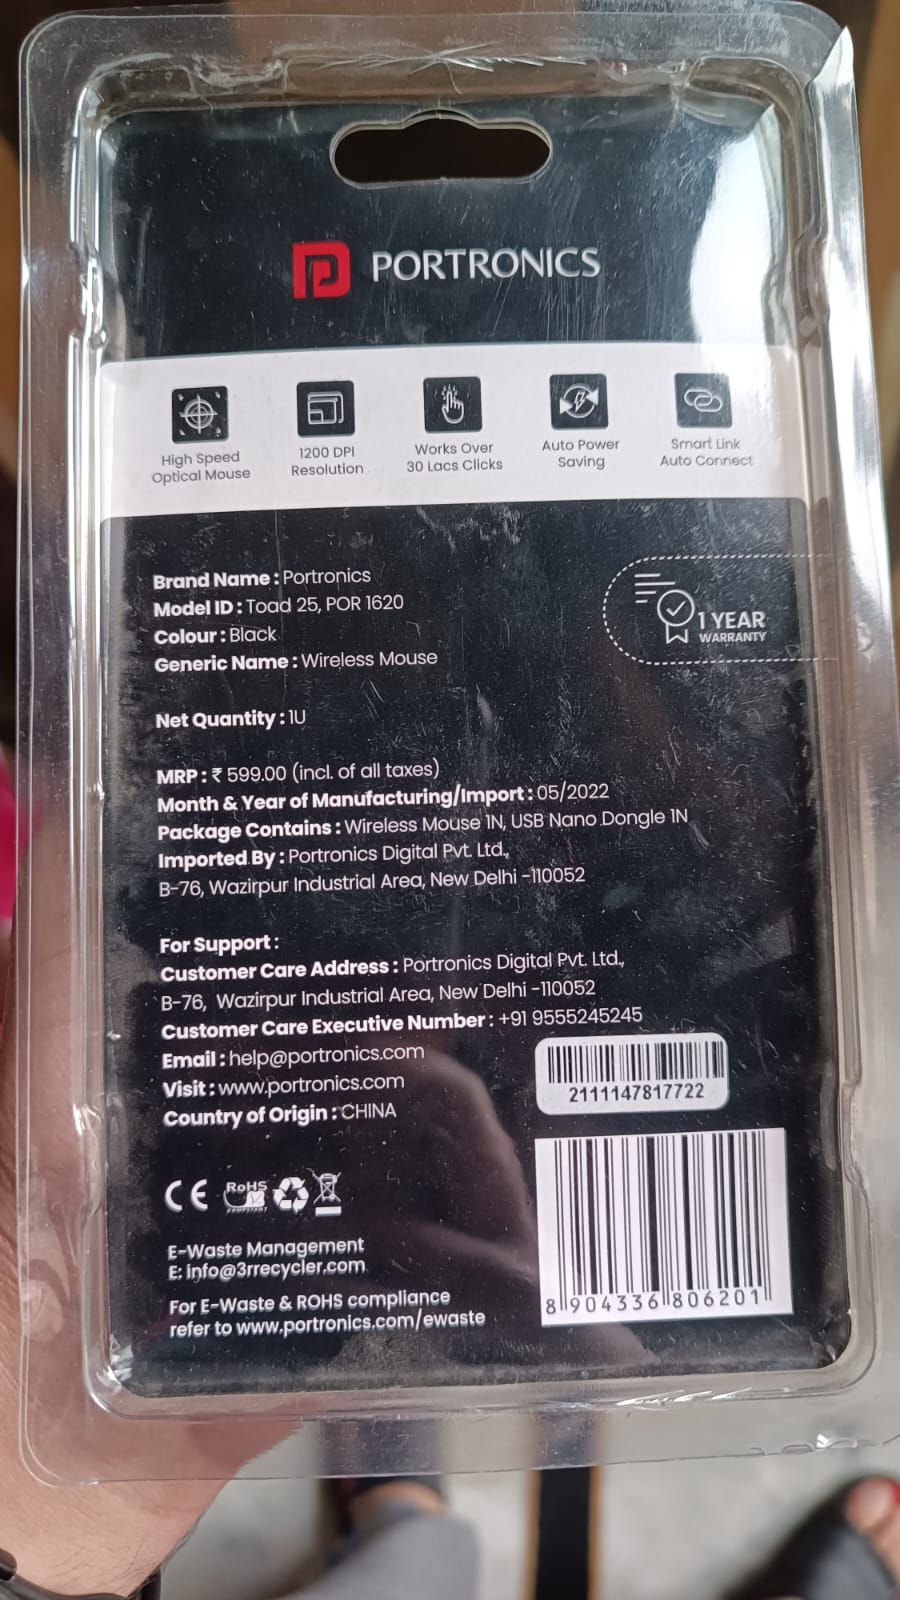 PORTRONICS
High Speed
Optical Mouse
1200 DPI
Resolution
Works Over
30 Lacs Clicks
Auto Power
Saving
Smart Link
Auto Connect
Brand Name : Portronics
Model ID : Toad 25, POR 1620
Colour : Black
Generic Name : Wireless Mouse
1 YEAR
WARRANTY
Net Quantity : 1U
MRP : ₹ 599.00 (incl. of all taxes)
Month & Year of Manufacturing/Import : 05/2022
Package Contains : Wireless Mouse 1N, USB Nano Dongle 1N
Imported By : Portronics Digital Pvt. Ltd.,
B-76, Wazirpur Industrial Area, New Delhi -110052
For Support :
Customer Care Address : Portronics Digital Pvt. Ltd.,
B-76, Wazirpur Industrial Area, New Delhi -110052
Customer Care Executive Number : +91 9555245245
Email : help@portronics.com
Visit : www.portronics.com
Country of Origin : CHINA
2111147817722
CE RoHS
COMPLIANT
E-Waste Management
E: info@3rrecycler.com
For E-Waste & ROHS compliance
refer to www.portronics.com/ewaste
8 904336 806201